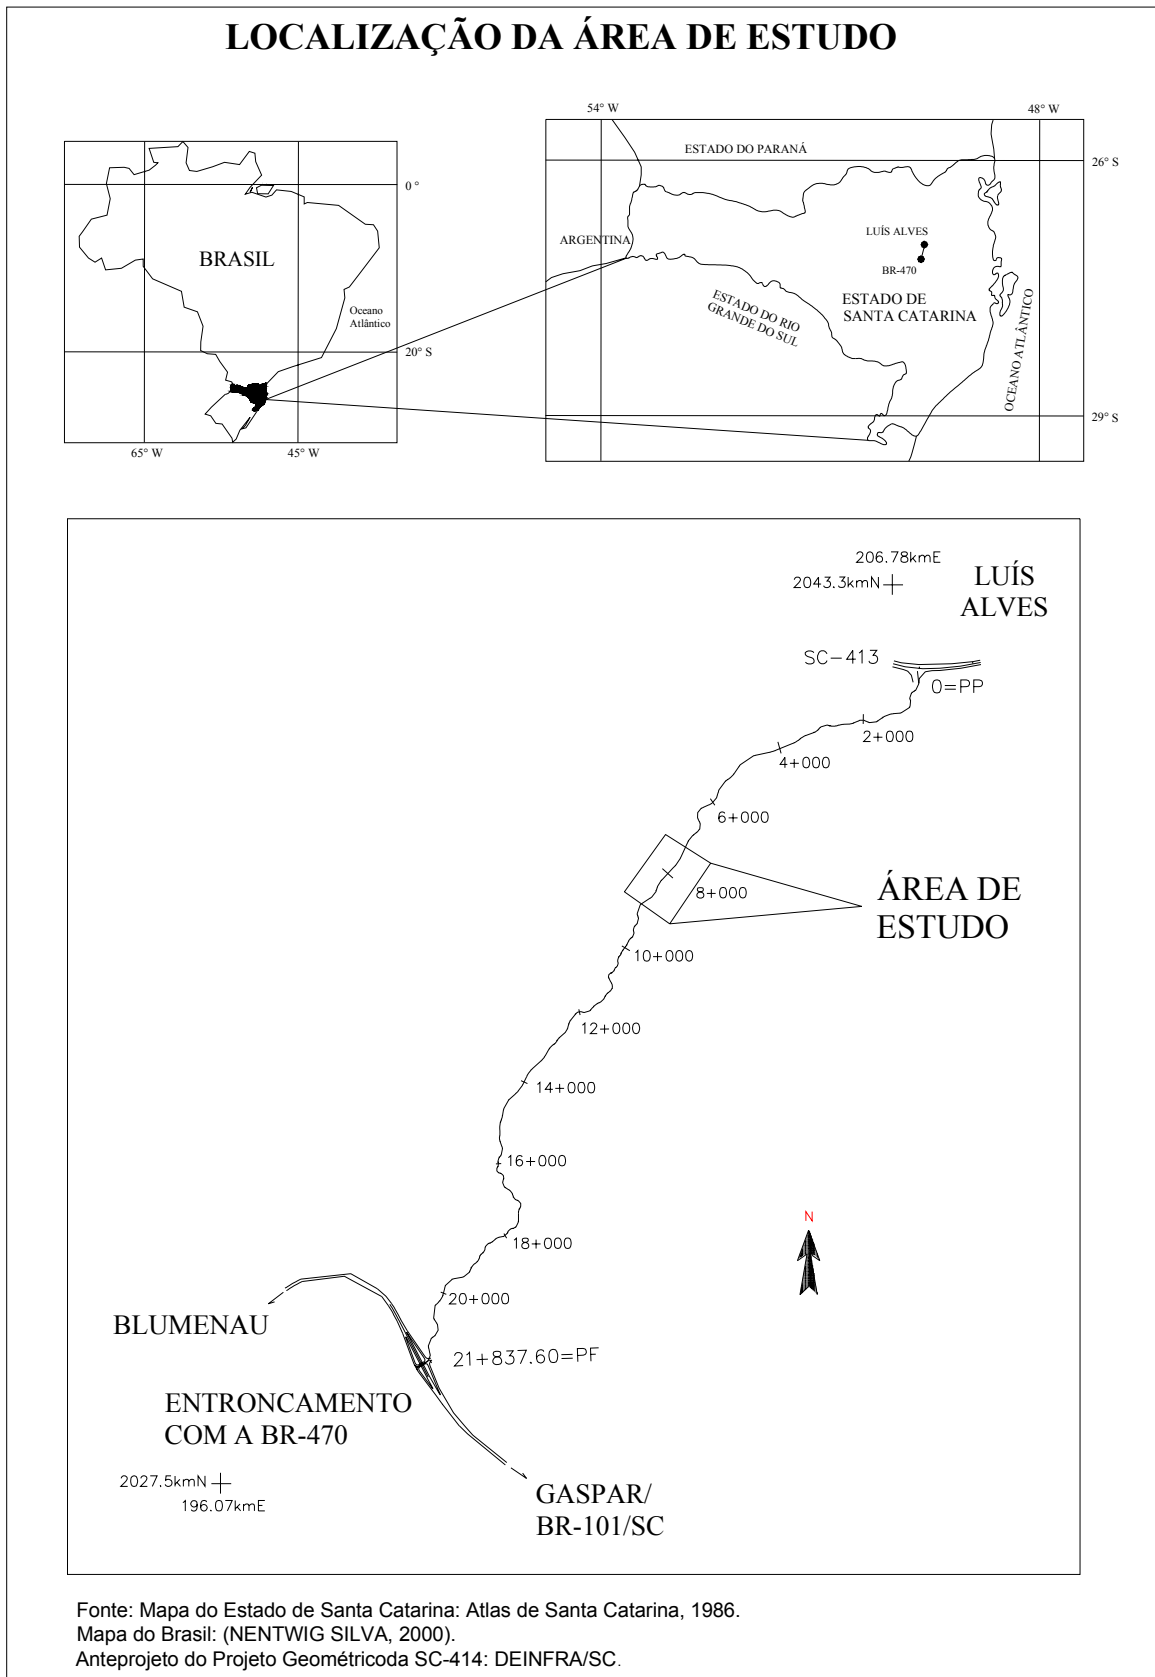 LOCALIZAÇÃO DA ÁREA DE ESTUDO
54° W
48° W
ESTADO DO PARANÁ
26° S
0 °
ARGENTINA
LUÍS ALVES
BR-470
BRASIL
ESTADO DO RIO
GRANDE DO SUL
ESTADO DE
SANTA CATARINA
OCEANO ATLÂNTICO
Oceano
Atlântico
20° S
29° S
65° W
45° W
206.78kmE
2043.3kmN
LUÍS
ALVES
SC-413
0=PP
2+000
4+000
6+000
8+000
ÁREA DE
ESTUDO
10+000
12+000
14+000
16+000
N
18+000
20+000
BLUMENAU
21+837.60=PF
ENTRONCAMENTO
COM A BR-470
2027.5kmN
196.07kmE
GASPAR/
BR-101/SC
Fonte: Mapa do Estado de Santa Catarina: Atlas de Santa Catarina, 1986.
Mapa do Brasil: (NENTWIG SILVA, 2000).
Anteprojeto do Projeto Geométricoda SC-414: DEINFRA/SC.